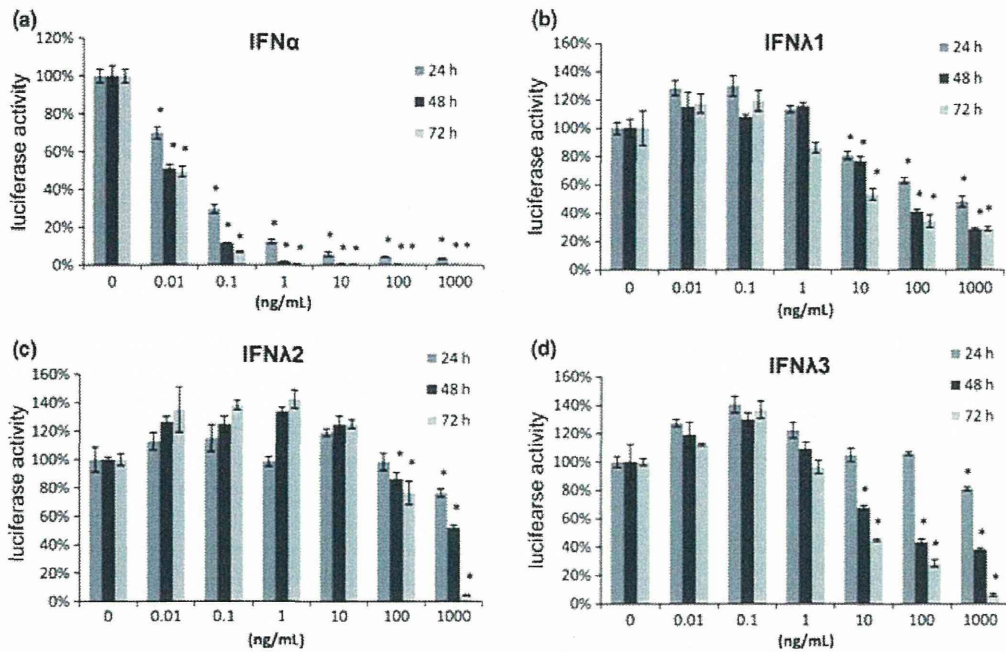 (a)
IFNα
120%
100%
80%
60%
40%
20%
0%
luciferase activity
24 h
48 h
72 h
* * * * * * * * * * * * * * * * * *
0 0.01 0.1 1 10 100 1000
(ng/mL)
(b)
IFNλ1
160%
140%
120%
100%
80%
60%
40%
20%
0%
luciferase activity
24 h
48 h
72 h
* * * * * * * * *
0 0.01 0.1 1 10 100 1000
(ng/mL)
(c)
IFNλ2
160%
140%
120%
100%
80%
60%
40%
20%
0%
luciferase activity
24 h
48 h
72 h
* * * * *
0 0.01 0.1 1 10 100 1000
(ng/mL)
(d)
IFNλ3
160%
140%
120%
100%
80%
60%
40%
20%
0%
lucifearse activity
24 h
48 h
72 h
* * * * * * *
0 0.01 0.1 1 10 100 1000
(ng/mL)